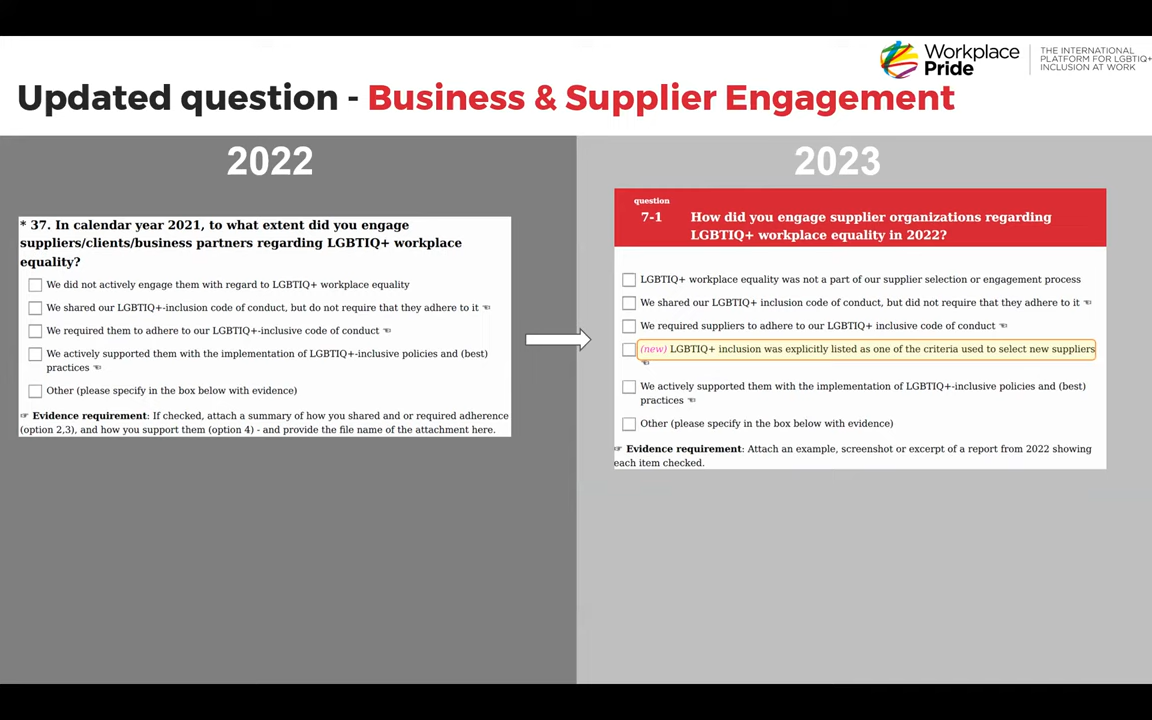 Workplace
Pride
THE INTERNATIONAL
PLATFORM FOR LGBTIQ+
INCLUSION AT WORK
Updated question - Business & Supplier Engagement
2022
* 37. In calendar year 2021, to what extent did you engage
suppliers/clients/business partners regarding LGBTIQ+ workplace
equality?
We did not actively engage them with regard to LGBTIQ+ workplace equality
We shared our LGBTIQ+-inclusion code of conduct, but do not require that they adhere to it ☜
We required them to adhere to our LGBTIQ+-inclusive code of conduct ☜
We actively supported them with the implementation of LGBTIQ+-inclusive policies and (best)
practices ☜
Other (please specify in the box below with evidence)
☞ Evidence requirement: If checked, attach a summary of how you shared and or required adherence
(option 2,3), and how you support them (option 4) - and provide the file name of the attachment here.
2023
question
7-1 How did you engage supplier organizations regarding
LGBTIQ+ workplace equality in 2022?
LGBTIQ+ workplace equality was not a part of our supplier selection or engagement process
We shared our LGBTIQ+ inclusion code of conduct, but did not require that they adhere to it ☜
We required suppliers to adhere to our LGBTIQ+ inclusive code of conduct ☜
(new) LGBTIQ+ inclusion was explicitly listed as one of the criteria used to select new suppliers
☜
We actively supported them with the implementation of LGBTIQ+-inclusive policies and (best)
practices ☜
Other (please specify in the box below with evidence)
☞ Evidence requirement: Attach an example, screenshot or excerpt of a report from 2022 showing
each item checked.